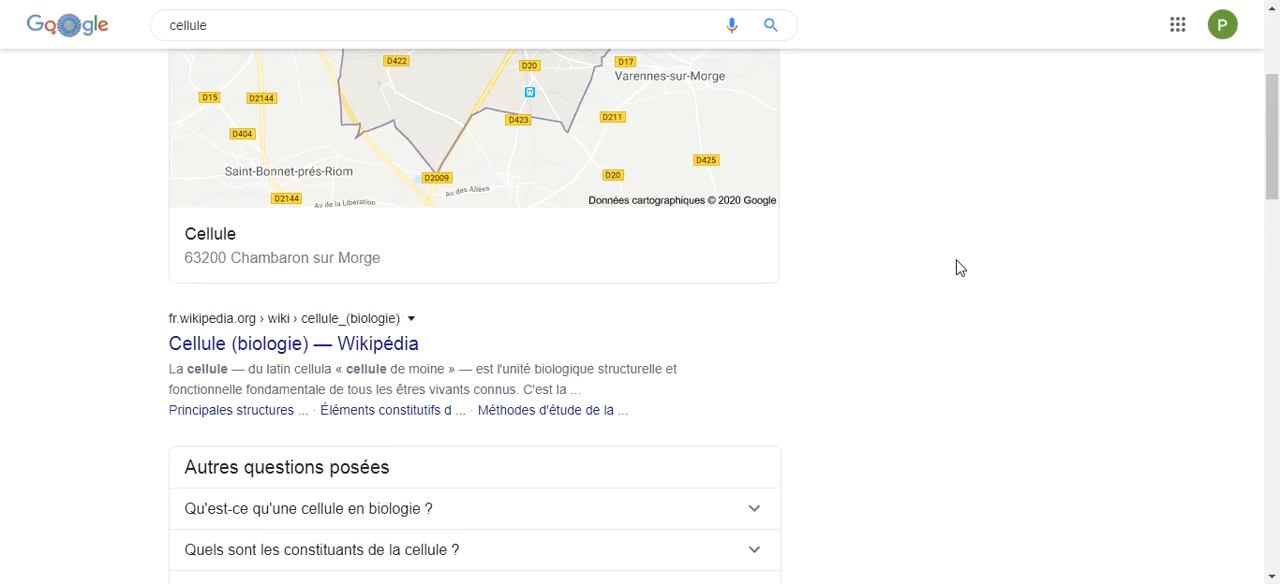 Google
cellule
P
D422
D20
D17
Varennes-sur-Morge
D15
D2144
D423
D211
D404
Saint-Bonnet-prés-Riom
D425
D2009
D20
Av des Allées
D2144
Av de la Libération
Données cartographiques © 2020 Google
Cellule
63200 Chambaron sur Morge
fr.wikipedia.org › wiki › cellule_(biologie)
Cellule (biologie) — Wikipédia
La cellule — du latin cellula « cellule de moine » — est l'unité biologique structurelle et
fonctionnelle fondamentale de tous les êtres vivants connus. C'est la ...
Principales structures ... · Éléments constitutifs d ... · Méthodes d'étude de la ...
Autres questions posées
Qu'est-ce qu'une cellule en biologie ?
Quels sont les constituants de la cellule ?